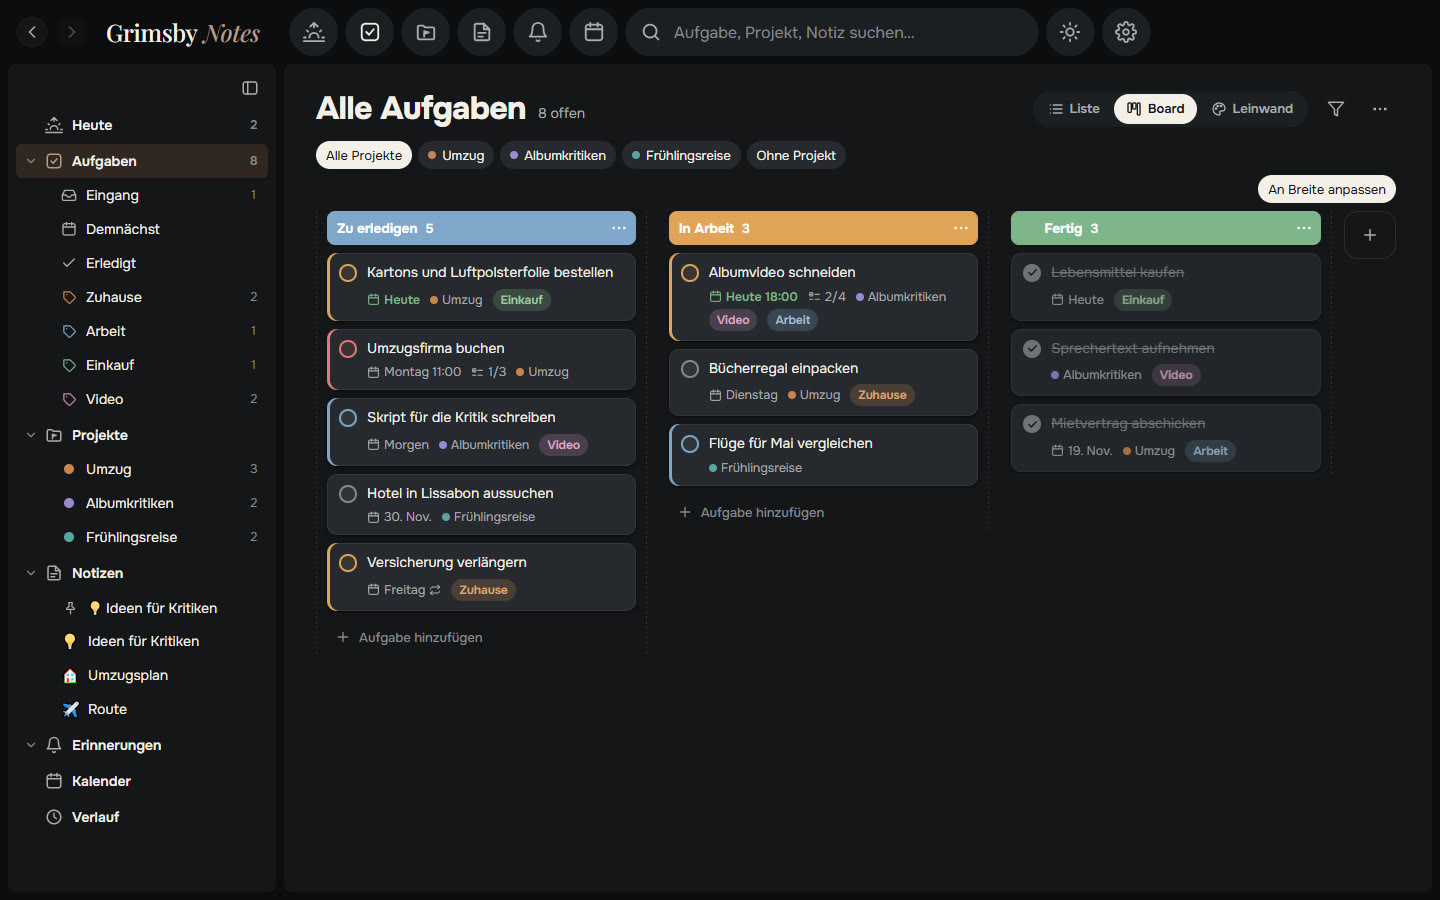 Grimsby Notes
Aufgabe, Projekt, Notiz suchen...
Heute 2
Aufgaben 8
Eingang 1
Demnächst
Erledigt
Zuhause 2
Arbeit 1
Einkauf 1
Video 2
Projekte
Umzug 3
Albumkritiken 2
Frühlingsreise 2
Notizen
Ideen für Kritiken
Ideen für Kritiken
Umzugsplan
Route
Erinnerungen
Kalender
Verlauf
Alle Aufgaben 8 offen
Liste Board Leinwand
Alle Projekte Umzug Albumkritiken Frühlingsreise Ohne Projekt
An Breite anpassen
Zu erledigen 5
Kartons und Luftpolsterfolie bestellen
Heute Umzug Einkauf
Umzugsfirma buchen
Montag 11:00 1/3 Umzug
Skript für die Kritik schreiben
Morgen Albumkritiken Video
Hotel in Lissabon aussuchen
30. Nov. Frühlingsreise
Versicherung verlängern
Freitag Zuhause
Aufgabe hinzufügen
In Arbeit 3
Albumvideo schneiden
Heute 18:00 2/4 Albumkritiken
Video Arbeit
Bücherregal einpacken
Dienstag Umzug Zuhause
Flüge für Mai vergleichen
Frühlingsreise
Aufgabe hinzufügen
Fertig 3
Lebensmittel kaufen
Heute Einkauf
Sprechertext aufnehmen
Albumkritiken Video
Mietvertrag abschicken
19. Nov. Umzug Arbeit